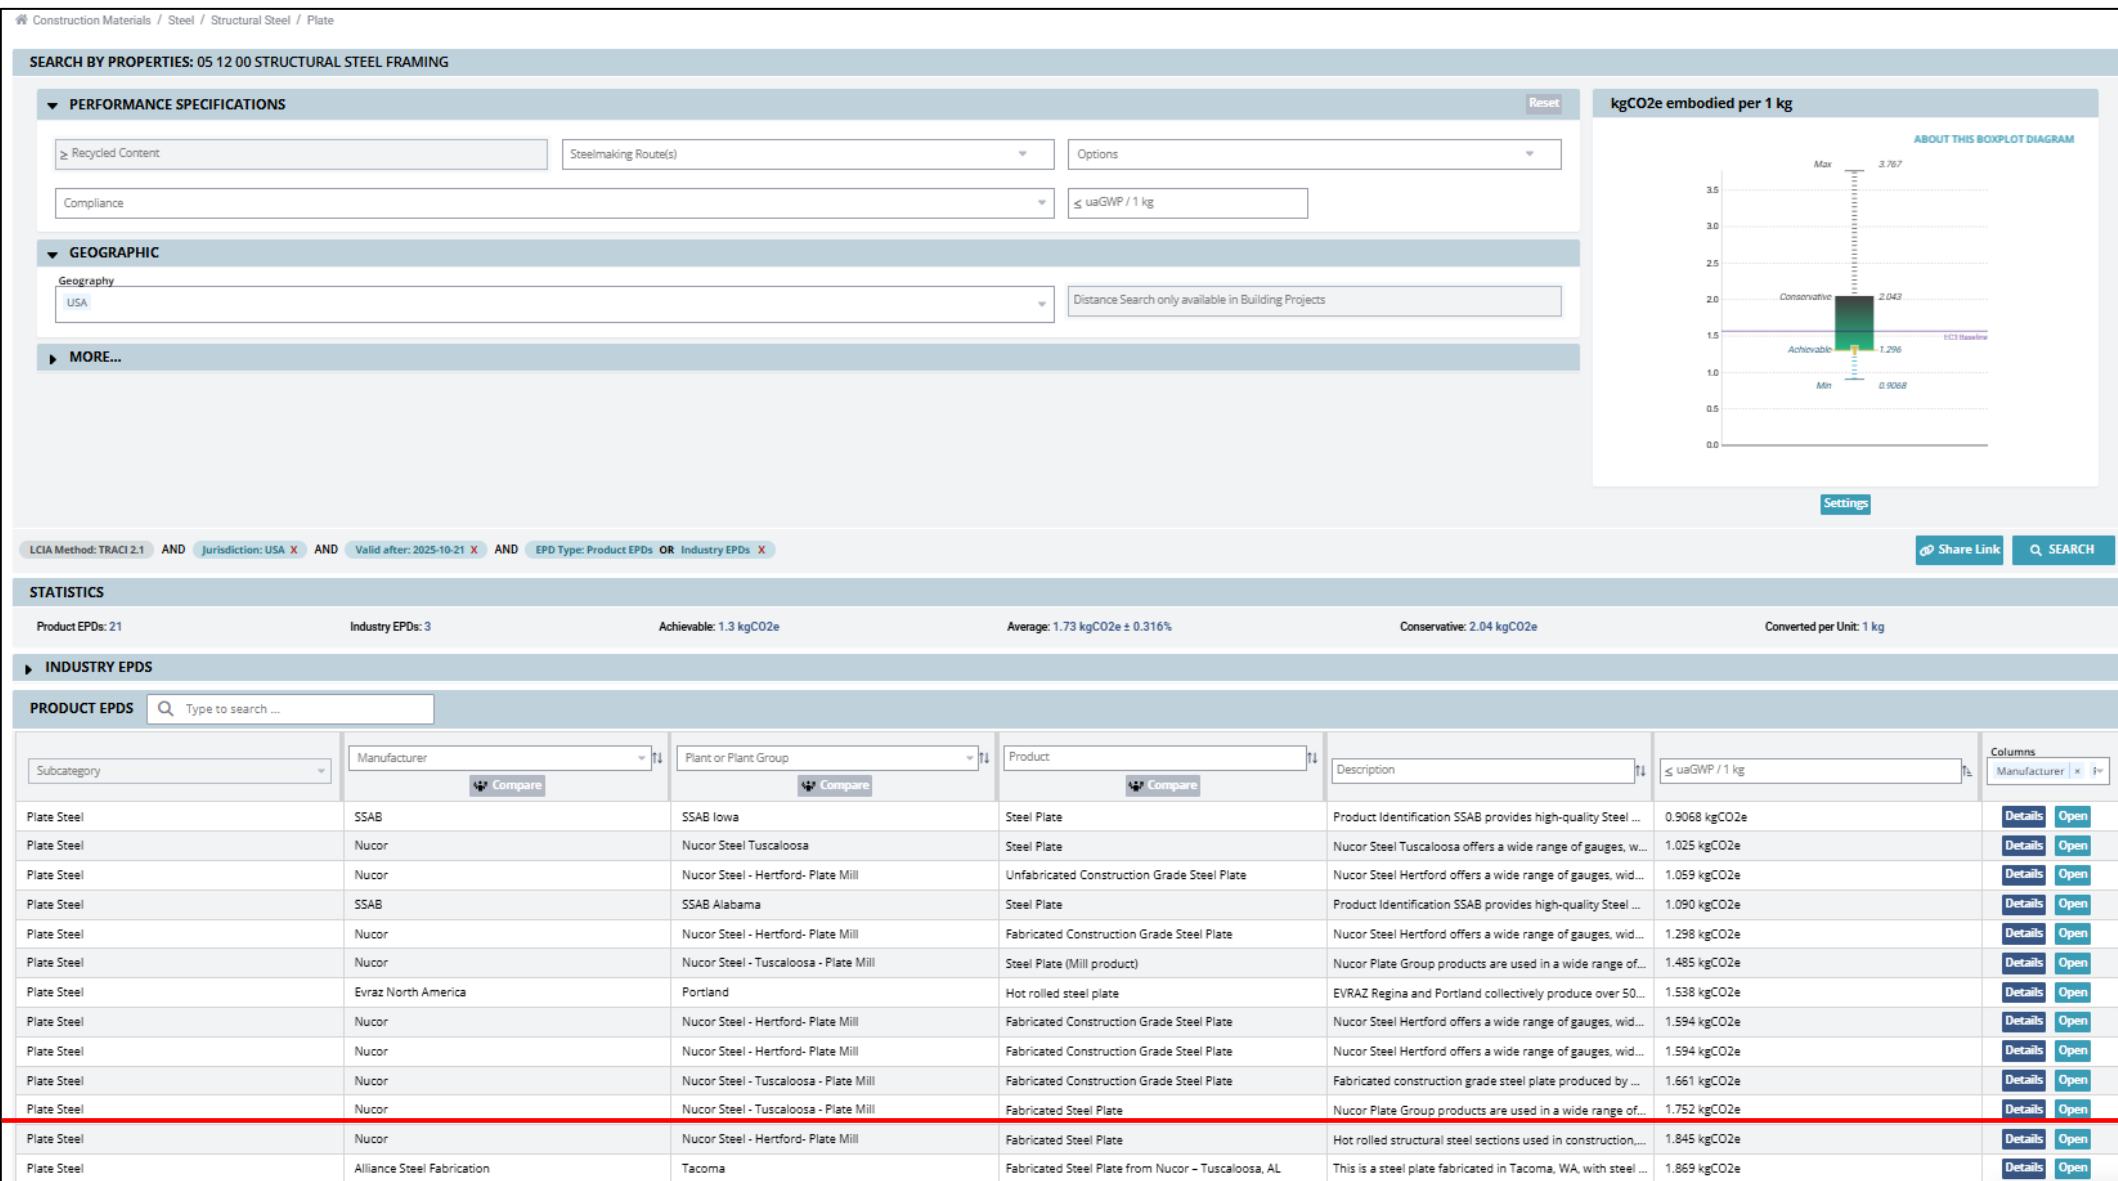 Construction Materials / Steel / Structural Steel / Plate
SEARCH BY PROPERTIES: 05 12 00 STRUCTURAL STEEL FRAMING
PERFORMANCE SPECIFICATIONS
Reset
≥ Recycled Content
Steelmaking Route(s)
Options
Compliance
≤ uaGWP / 1 kg
GEOGRAPHIC
Geography
USA
Distance Search only available in Building Projects
MORE...
kgCO2e embodied per 1 kg
ABOUT THIS BOXPLOT DIAGRAM
Max 3.767
3.5
3.0
2.5
2.0 Conservative 2.043
1.5 EC3 Baseline
Achievable 1.296
1.0
Min 0.9068
0.5
0.0
Settings
LCIA Method: TRACI 2.1 AND Jurisdiction: USA X AND Valid after: 2025-10-21 X AND EPD Type: Product EPDs OR Industry EPDs X
Share Link
SEARCH
STATISTICS
Product EPDs: 21 Industry EPDs: 3 Achievable: 1.3 kgCO2e Average: 1.73 kgCO2e ± 0.316% Conservative: 2.04 kgCO2e Converted per Unit: 1 kg
INDUSTRY EPDS
PRODUCT EPDS Type to search ...
Subcategory Manufacturer Plant or Plant Group Product Description ≤ uaGWP / 1 kg Columns
Manufacturer ×
Compare Compare Compare
Plate Steel SSAB SSAB Iowa Steel Plate Product Identification SSAB provides high-quality Steel ... 0.9068 kgCO2e Details Open
Plate Steel Nucor Nucor Steel Tuscaloosa Steel Plate Nucor Steel Tuscaloosa offers a wide range of gauges, w... 1.025 kgCO2e Details Open
Plate Steel Nucor Nucor Steel - Hertford- Plate Mill Unfabricated Construction Grade Steel Plate Nucor Steel Hertford offers a wide range of gauges, wid... 1.059 kgCO2e Details Open
Plate Steel SSAB SSAB Alabama Steel Plate Product Identification SSAB provides high-quality Steel ... 1.090 kgCO2e Details Open
Plate Steel Nucor Nucor Steel - Hertford- Plate Mill Fabricated Construction Grade Steel Plate Nucor Steel Hertford offers a wide range of gauges, wid... 1.298 kgCO2e Details Open
Plate Steel Nucor Nucor Steel - Tuscaloosa - Plate Mill Steel Plate (Mill product) Nucor Plate Group products are used in a wide range of... 1.485 kgCO2e Details Open
Plate Steel Evraz North America Portland Hot rolled steel plate EVRAZ Regina and Portland collectively produce over 50... 1.538 kgCO2e Details Open
Plate Steel Nucor Nucor Steel - Hertford- Plate Mill Fabricated Construction Grade Steel Plate Nucor Steel Hertford offers a wide range of gauges, wid... 1.594 kgCO2e Details Open
Plate Steel Nucor Nucor Steel - Hertford- Plate Mill Fabricated Construction Grade Steel Plate Nucor Steel Hertford offers a wide range of gauges, wid... 1.594 kgCO2e Details Open
Plate Steel Nucor Nucor Steel - Tuscaloosa - Plate Mill Fabricated Construction Grade Steel Plate Fabricated construction grade steel plate produced by ... 1.661 kgCO2e Details Open
Plate Steel Nucor Nucor Steel - Tuscaloosa - Plate Mill Fabricated Steel Plate Nucor Plate Group products are used in a wide range of... 1.752 kgCO2e Details Open
Plate Steel Nucor Nucor Steel - Hertford- Plate Mill Fabricated Steel Plate Hot rolled structural steel sections used in construction,... 1.845 kgCO2e Details Open
Plate Steel Alliance Steel Fabrication Tacoma Fabricated Steel Plate from Nucor – Tuscaloosa, AL This is a steel plate fabricated in Tacoma, WA, with steel ... 1.869 kgCO2e Details Open